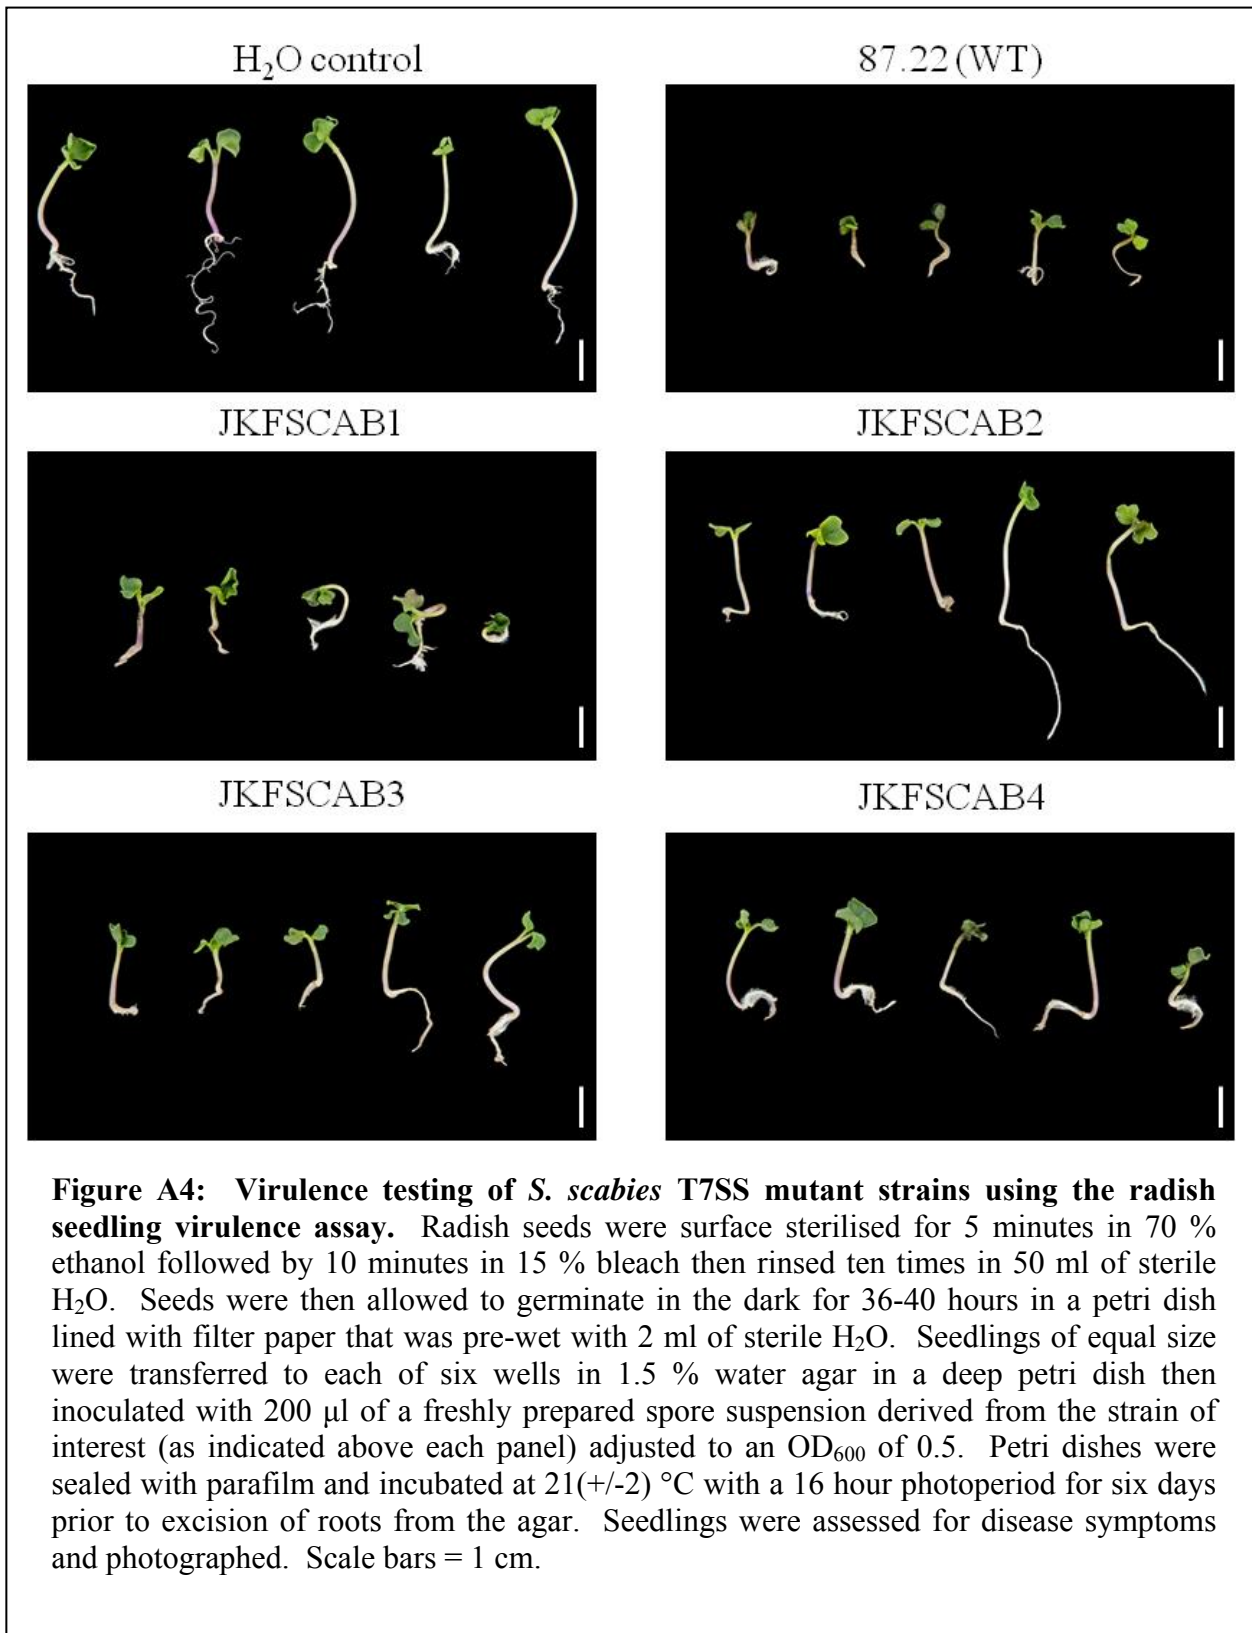 H₂O control
87.22 (WT)
JKFSCAB1
JKFSCAB2
JKFSCAB3
JKFSCAB4
Figure A4: Virulence testing of S. scabies T7SS mutant strains using the radish
seedling virulence assay. Radish seeds were surface sterilised for 5 minutes in 70 %
ethanol followed by 10 minutes in 15 % bleach then rinsed ten times in 50 ml of sterile
H₂O. Seeds were then allowed to germinate in the dark for 36-40 hours in a petri dish
lined with filter paper that was pre-wet with 2 ml of sterile H₂O. Seedlings of equal size
were transferred to each of six wells in 1.5 % water agar in a deep petri dish then
inoculated with 200 μl of a freshly prepared spore suspension derived from the strain of
interest (as indicated above each panel) adjusted to an OD₆₀₀ of 0.5. Petri dishes were
sealed with parafilm and incubated at 21(+/-2) °C with a 16 hour photoperiod for six days
prior to excision of roots from the agar. Seedlings were assessed for disease symptoms
and photographed. Scale bars = 1 cm.